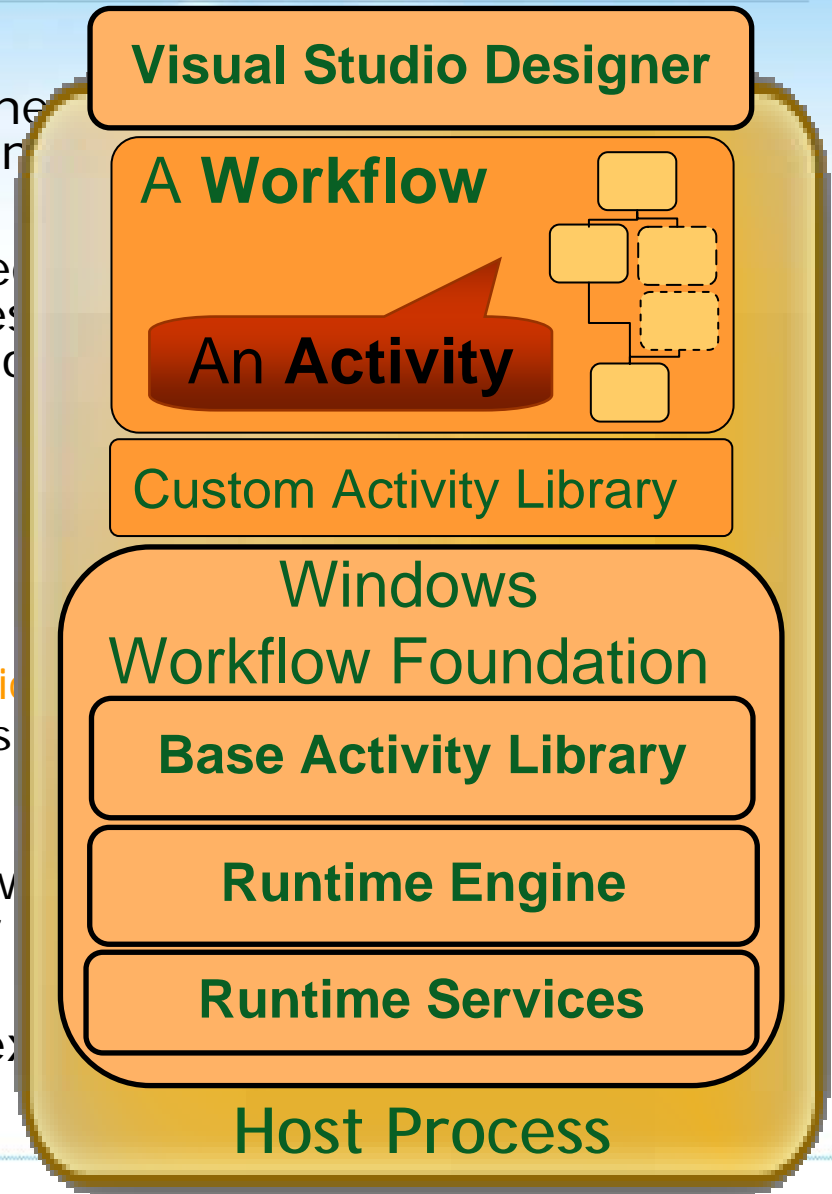 Visual Studio Designer
A Workflow
An Activity
Custom Activity Library
Windows
Workflow Foundation
Base Activity Library
Runtime Engine
Runtime Services
Host Process